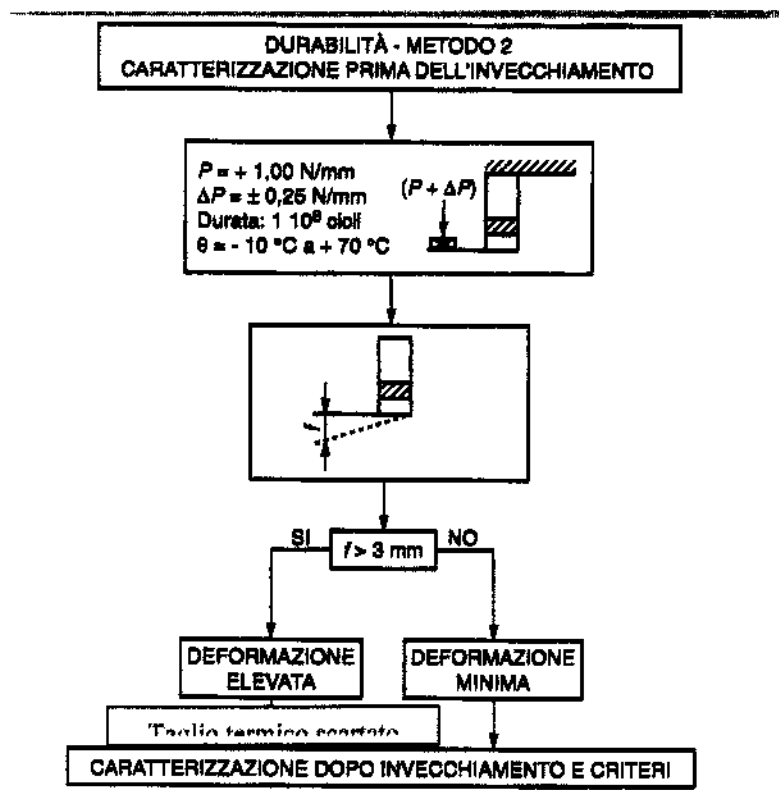 DURABILITÀ - METODO 2
CARATTERIZZAZIONE PRIMA DELL'INVECCHIAMENTO
P = + 1,00 N/mm
ΔP = ± 0,25 N/mm
(P + ΔP)
Durata: 1 10⁸ cicli
θ = - 10 °C a + 70 °C
f
SI
f > 3 mm
NO
DEFORMAZIONE
ELEVATA
DEFORMAZIONE
MINIMA
Taglio termico scartato
CARATTERIZZAZIONE DOPO INVECCHIAMENTO E CRITERI